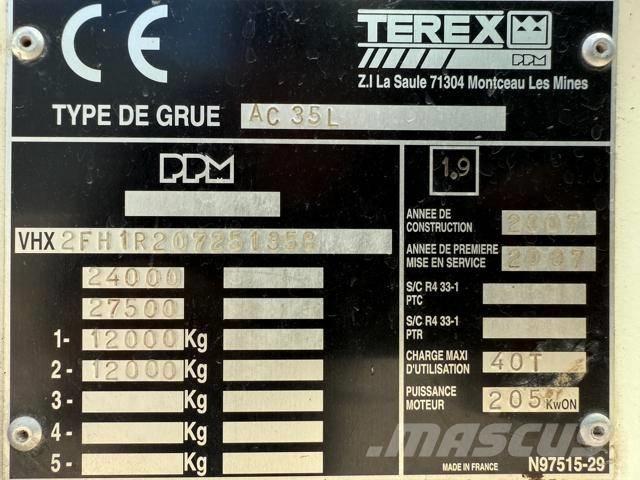 CE
TEREX
PPM
Z.I La Saule 71304 Montceau Les Mines
TYPE DE GRUE AC 35L
PPM
VHX
24000
27500
1- 12000 Kg
2 - 12000 Kg
3 - Kg
4 - Kg
5- Kg
1.9
ANNEE DE
CONSTRUCTION 2007
ANNEE DE PREMIERE
MISE EN SERVICE 2007
S/C R4 33-1
PTC
S/C R4 33-1
PTR
CHARGE MAXI
D'UTILISATION 40T
PUISSANCE
MOTEUR 205 KwON
MASCUS
MADE IN FRANCE N97515-29